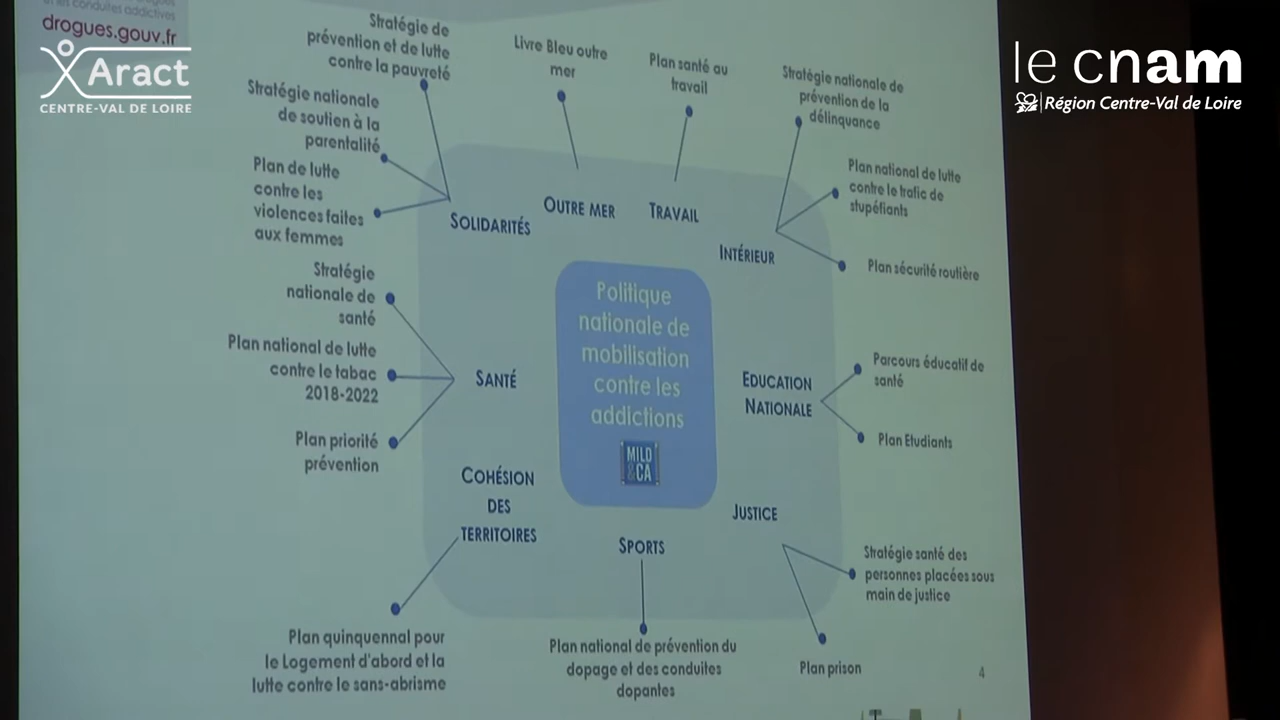 et les conduites addictives
drogues.gouv.fr
Aract
CENTRE-VAL DE LOIRE
le cnam
Région Centre-Val de Loire
Stratégie de
prévention et de lutte
contre la pauvreté
Livre Bleu outre
mer
Plan santé au
travail
Stratégie nationale de
prévention de la
délinquance
Stratégie nationale
de soutien à la
parentalité
Plan de lutte
contre les
violences faites
aux femmes
Plan national de lutte
contre le trafic de
stupéfiants
Plan sécurité routière
SOLIDARITÉS
OUTRE MER
TRAVAIL
INTÉRIEUR
Stratégie
nationale de
santé
Plan national de lutte
contre le tabac
2018-2022
Plan priorité
prévention
SANTÉ
Politique
nationale de
mobilisation
contre les
addictions
MILD
&CA
EDUCATION
NATIONALE
Parcours éducatif de
santé
Plan Etudiants
COHÉSION
DES
TERRITOIRES
SPORTS
JUSTICE
Stratégie santé des
personnes placées sous
main de justice
Plan prison
Plan quinquennal pour
le Logement d'abord et la
lutte contre le sans-abrisme
Plan national de prévention du
dopage et des conduites
dopantes
4